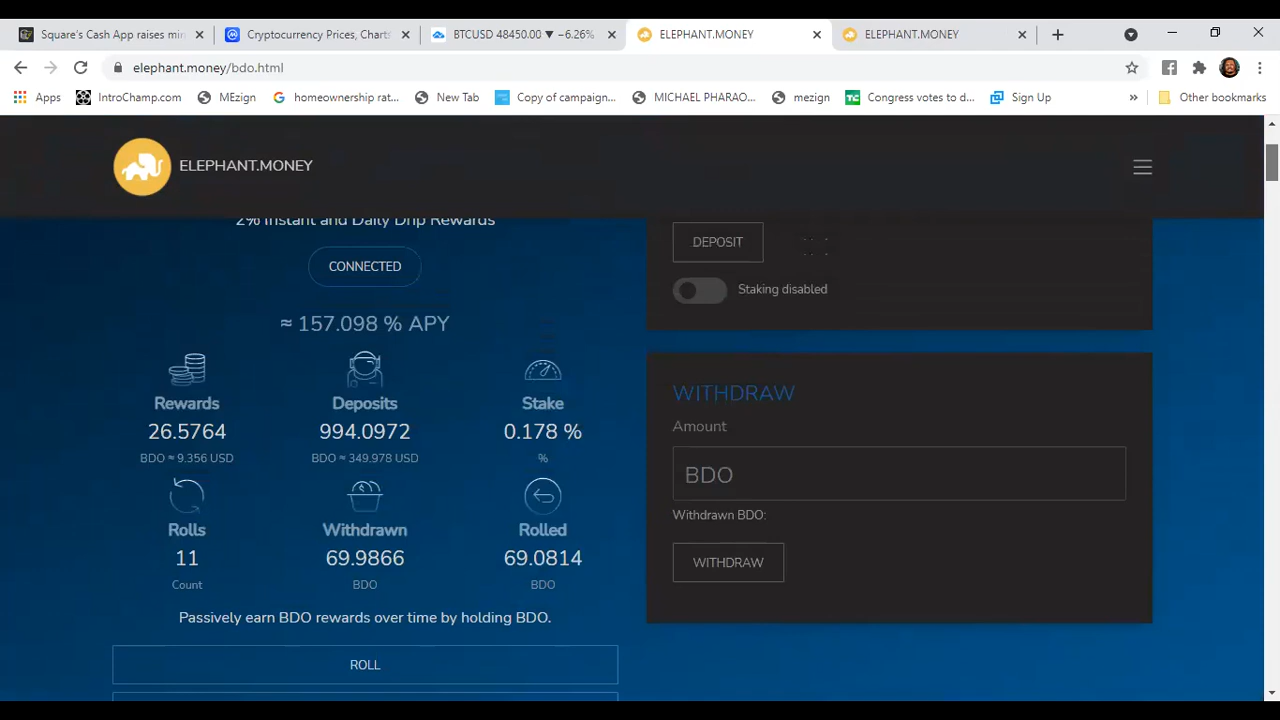 Square's Cash App raises min
Cryptocurrency Prices, Charts
BTCUSD 48450.00 ▼ −6.26%
ELEPHANT.MONEY
ELEPHANT.MONEY
elephant.money/bdo.html
Apps
IntroChamp.com
MEzign
homeownership rat...
New Tab
Copy of campaign...
MICHAEL PHARAO...
mezign
Congress votes to d...
Sign Up
»
Other bookmarks
ELEPHANT.MONEY
2% Instant and Daily Drip Rewards
CONNECTED
≈ 157.098 % APY
Rewards
26.5764
BDO ≈ 9.356 USD
Deposits
994.0972
BDO ≈ 349.978 USD
Stake
0.178 %
%
Rolls
11
Count
Withdrawn
69.9866
BDO
Rolled
69.0814
BDO
Passively earn BDO rewards over time by holding BDO.
ROLL
DEPOSIT
Staking disabled
WITHDRAW
Amount
BDO
Withdrawn BDO:
WITHDRAW